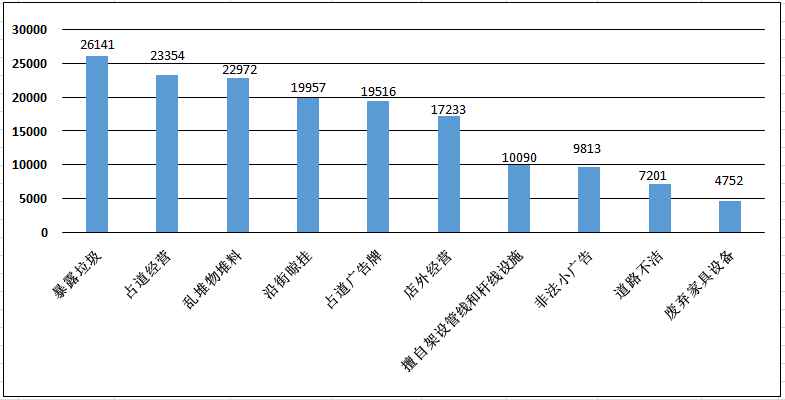 30000
25000
20000
15000
10000
5000
0
26141
23354
22972
19957
19516
17233
10090
9813
7201
4752
暴露垃圾
占道经营
乱堆物堆料
沿街晾挂
占道广告牌
店外经营
擅自架设管线和杆线设施
非法小广告
道路不洁
废弃家具设备